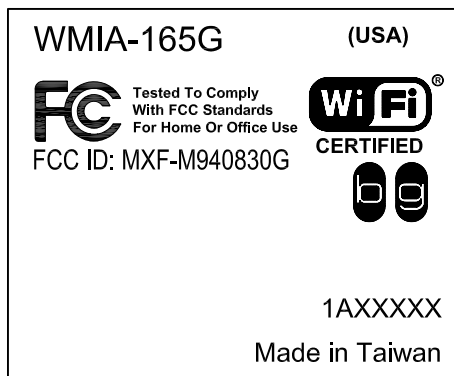 WMIA-165G (USA)
FC Tested To Comply
With FCC Standards
For Home Or Office Use
Wi Fi ®
CERTIFIED
FCC ID: MXF-M940830G
b g
1AXXXXX
Made in Taiwan